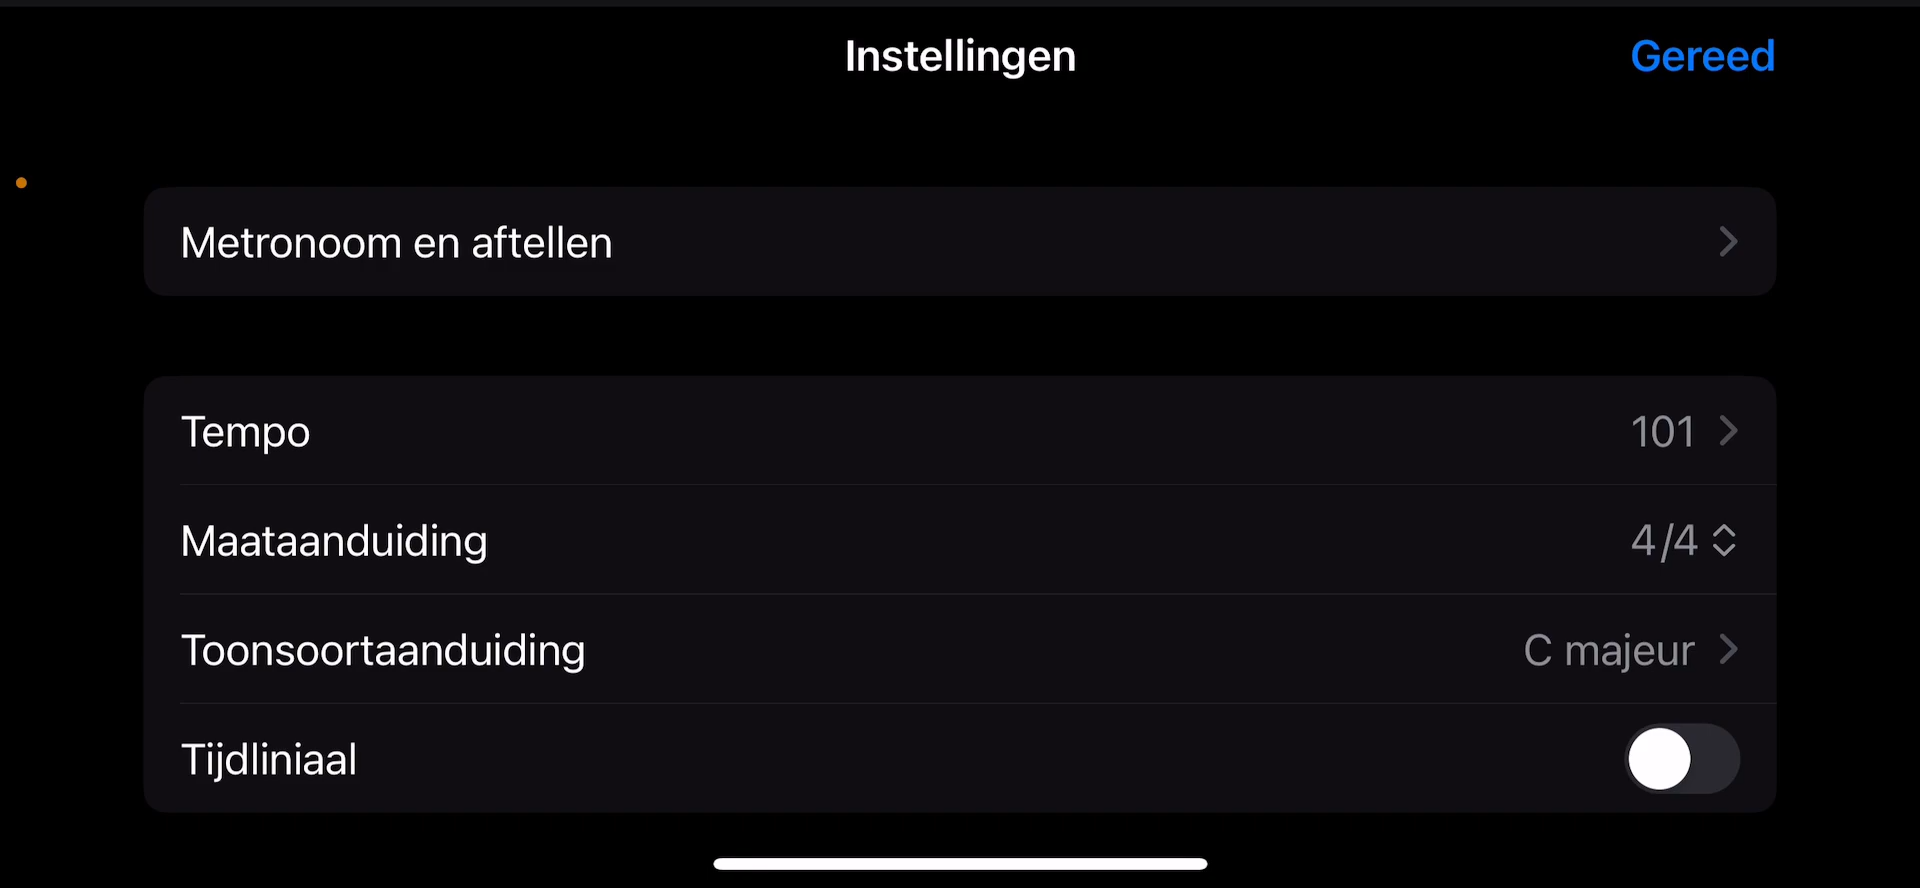 Instellingen
Gereed
Metronoom en aftellen
Tempo 101
Maataanduiding 4/4
Toonsoortaanduiding C majeur
Tijdliniaal